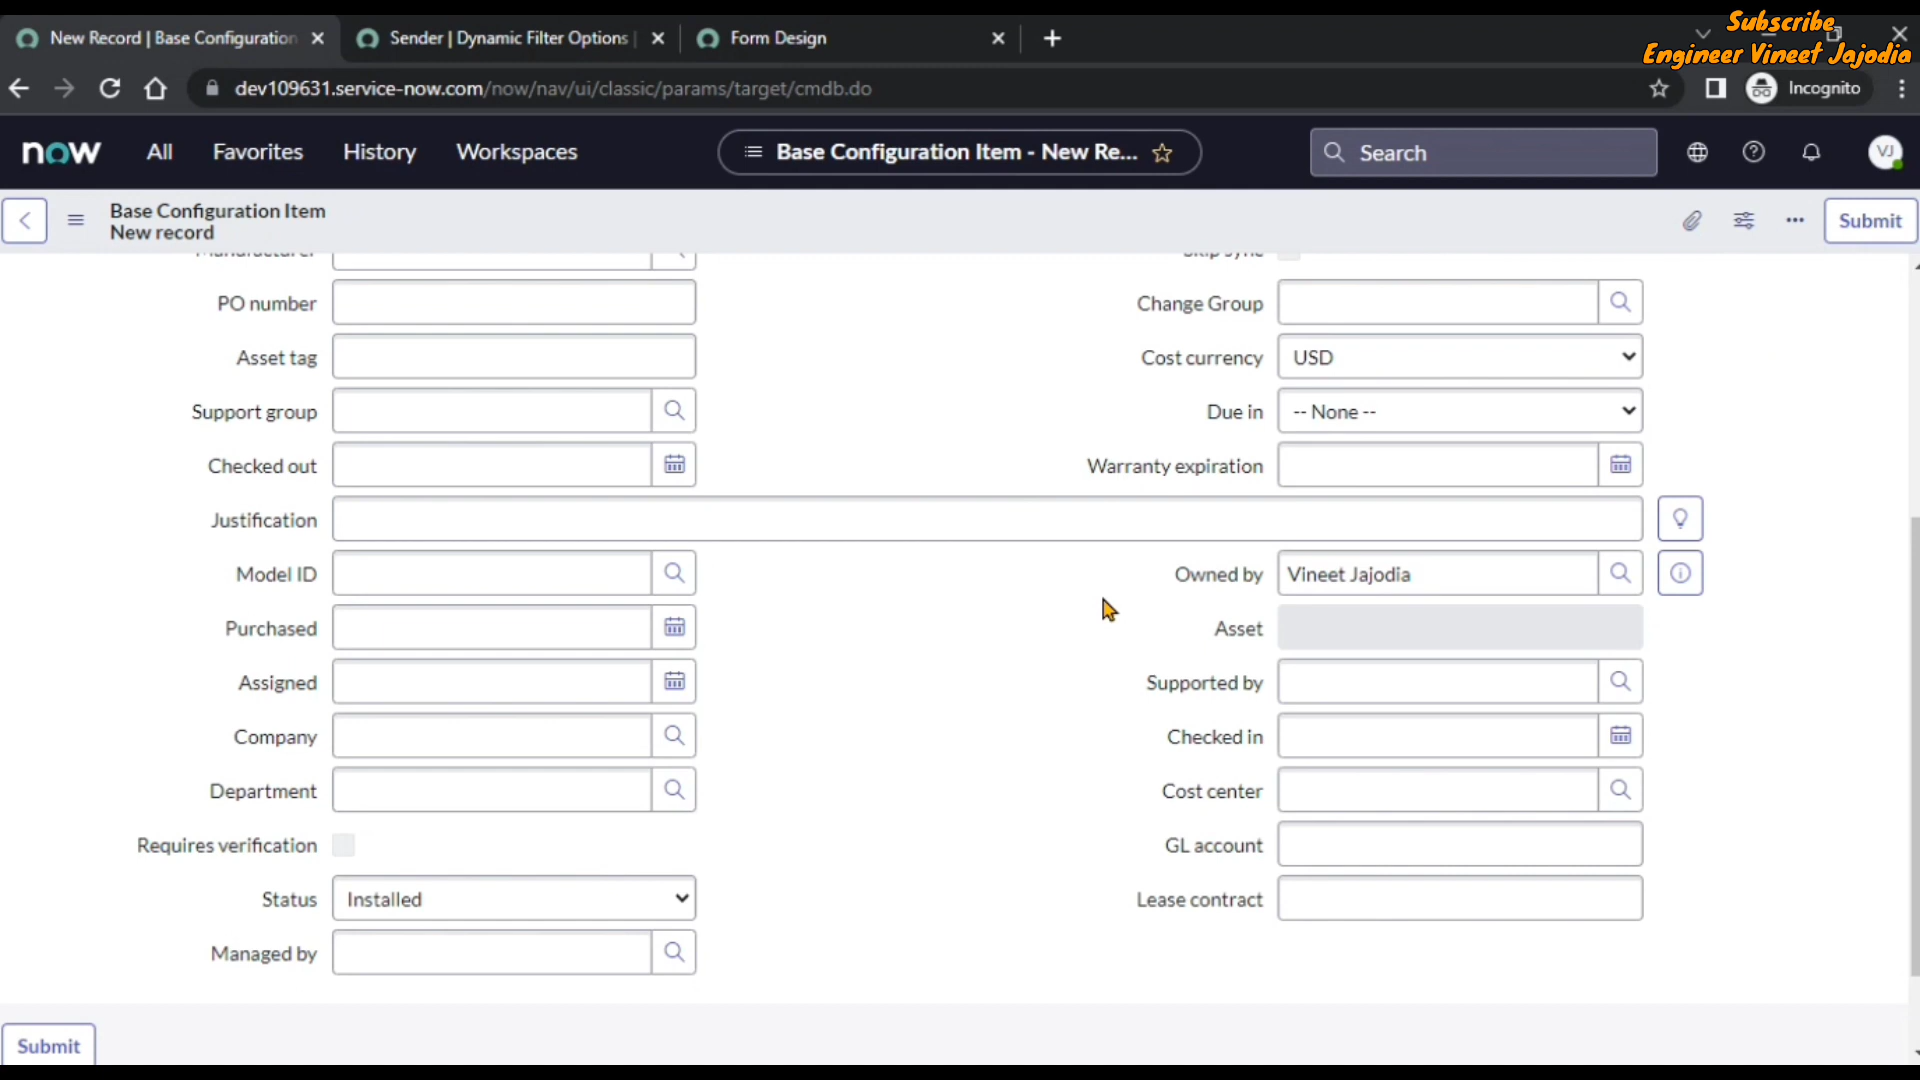 Subscribe
Engineer Vineet Jajodia
New Record | Base Configuration
Sender | Dynamic Filter Options |
Form Design
dev109631.service-now.com/now/nav/ui/classic/params/target/cmdb.do
Incognito
now
All
Favorites
History
Workspaces
Base Configuration Item - New Re...
Search
VJ
Base Configuration Item
New record
Submit
Manufacturer
Skip sync
PO number
Change Group
Asset tag
Cost currency
USD
Support group
Due in
-- None --
Checked out
Warranty expiration
Justification
Model ID
Owned by
Vineet Jajodia
Purchased
Asset
Assigned
Supported by
Company
Checked in
Department
Cost center
Requires verification
GL account
Status
Installed
Lease contract
Managed by
Submit